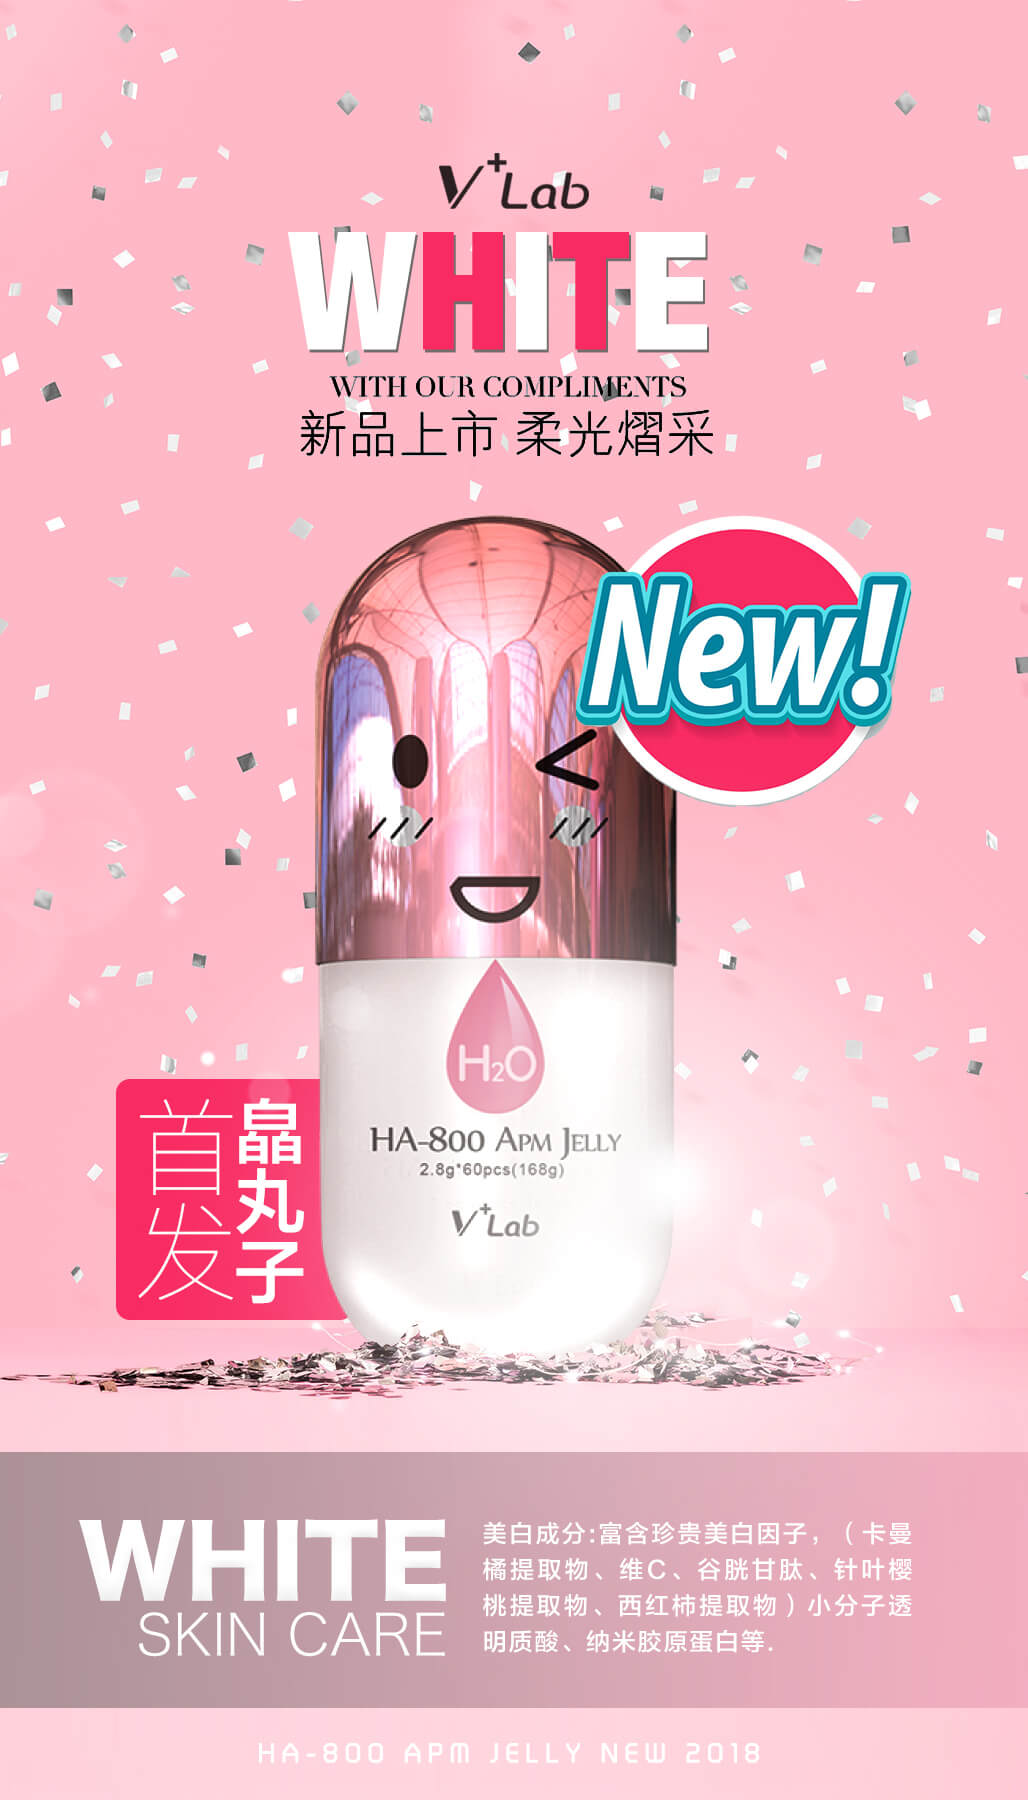 V+Lab
WHITE
WITH OUR COMPLIMENTS
新品上市 柔光熠采
New!
H₂O
HA-800 APM JELLY
2.8g*60pcs(168g)
V+Lab
首发
皛丸子
WHITE
SKIN CARE
美白成分:富含珍贵美白因子，（卡曼
橘提取物、维C、谷胱甘肽、针叶樱
桃提取物、西红柿提取物）小分子透
明质酸、纳米胶原蛋白等.
HA-800 APM JELLY NEW 2018